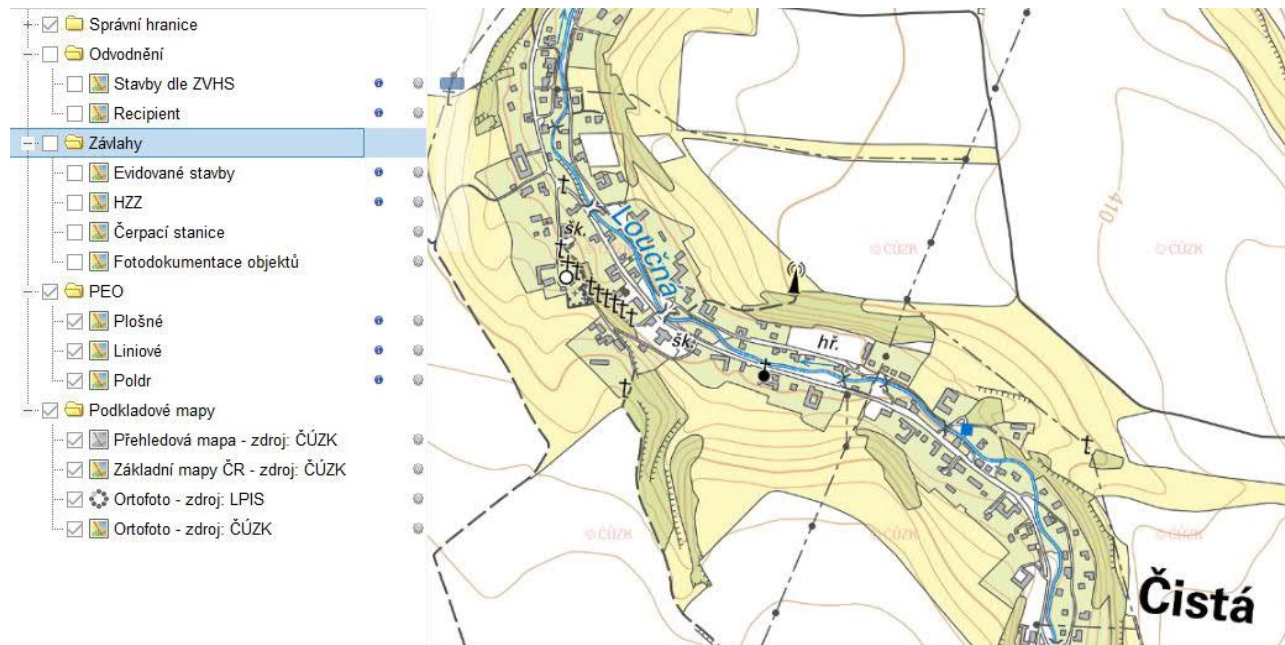 Správní hranice
Odvodnění
Stavby dle ZVHS
Recipient
Závlahy
Evidované stavby
HZZ
Čerpací stanice
Fotodokumentace objektů
PEO
Plošné
Liniové
Poldr
Podkladové mapy
Přehledová mapa - zdroj: ČÚZK
Základní mapy ČR - zdroj: ČÚZK
Ortofoto - zdroj: LPIS
Ortofoto - zdroj: ČÚZK
410
šk.
Loučná
© ČÚZK
© ČÚZK
šk.
hř.
© ČÚZK
© ČÚZK
© ČÚZK
Čistá